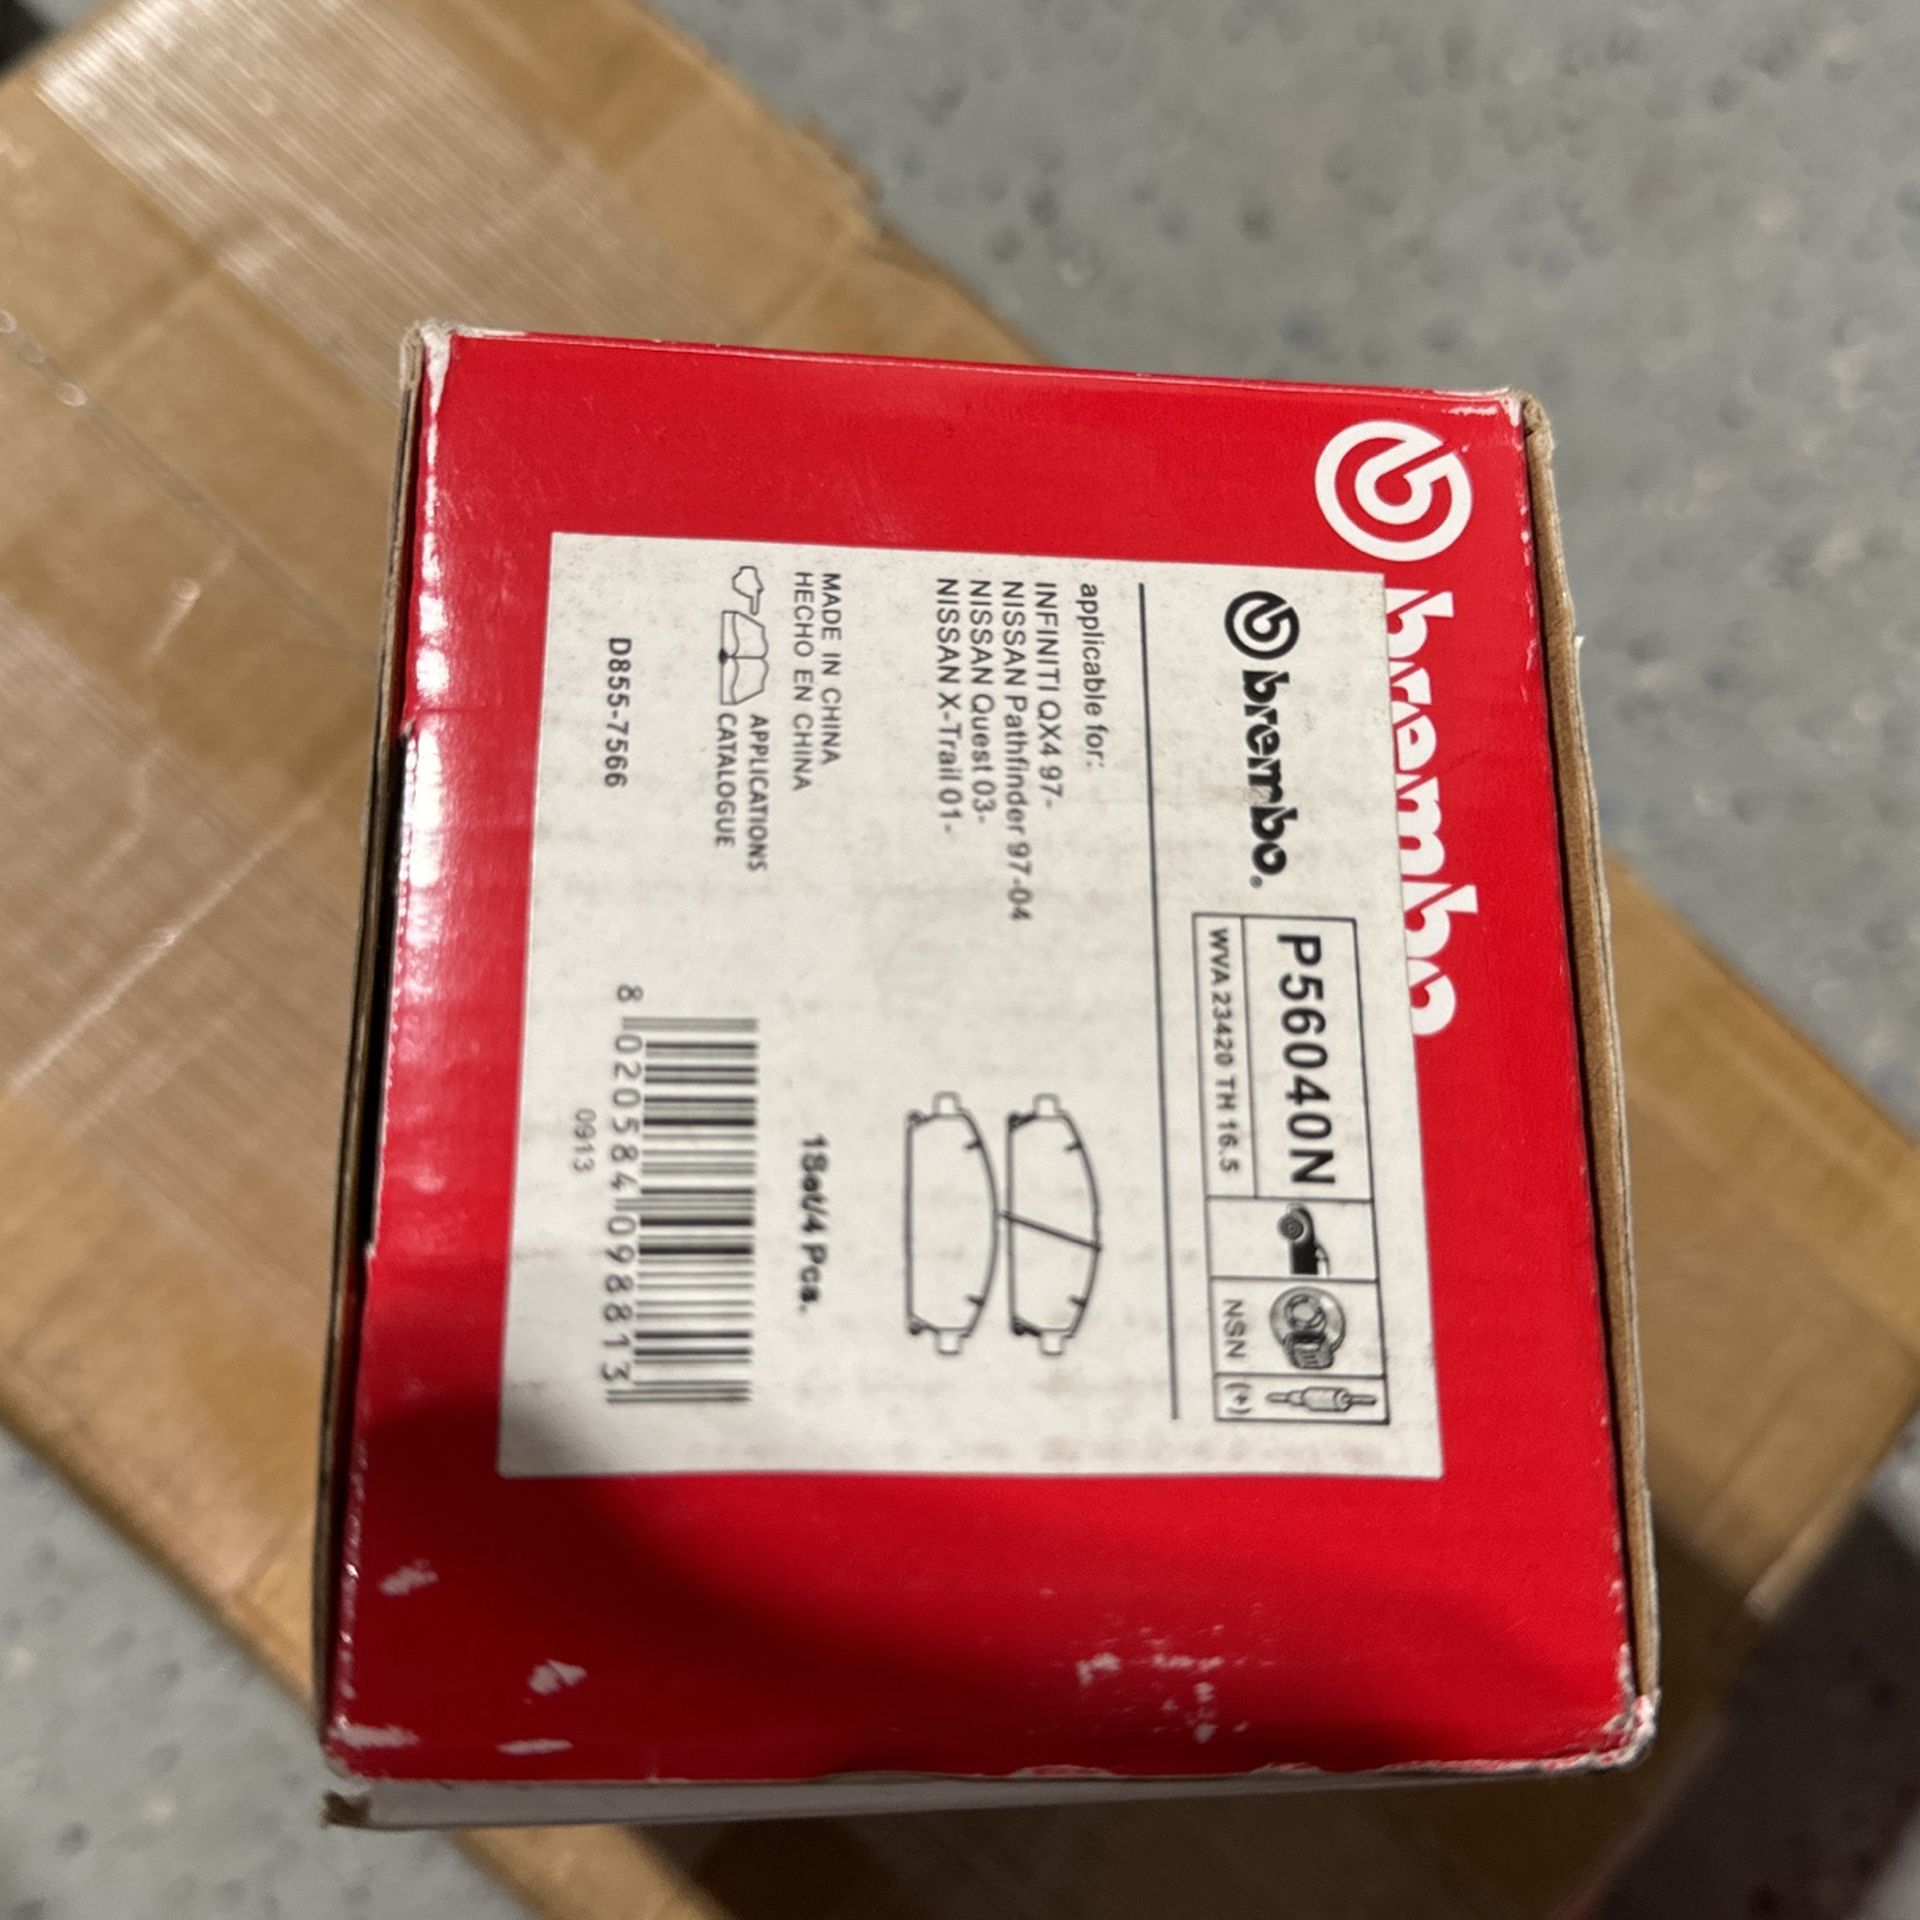 brembo
brembo®
P56040N
WVA 23420 TH 16.5
NSN
(+)
applicable for:
INFINITI QX4 97-
NISSAN Pathfinder 97-04
NISSAN Quest 03-
NISSAN X-Trail 01-
MADE IN CHINA
HECHO EN CHINA
1Set/4 Pcs.
APPLICATIONS
CATALOGUE
D855-7566
8 020584 098813
0913